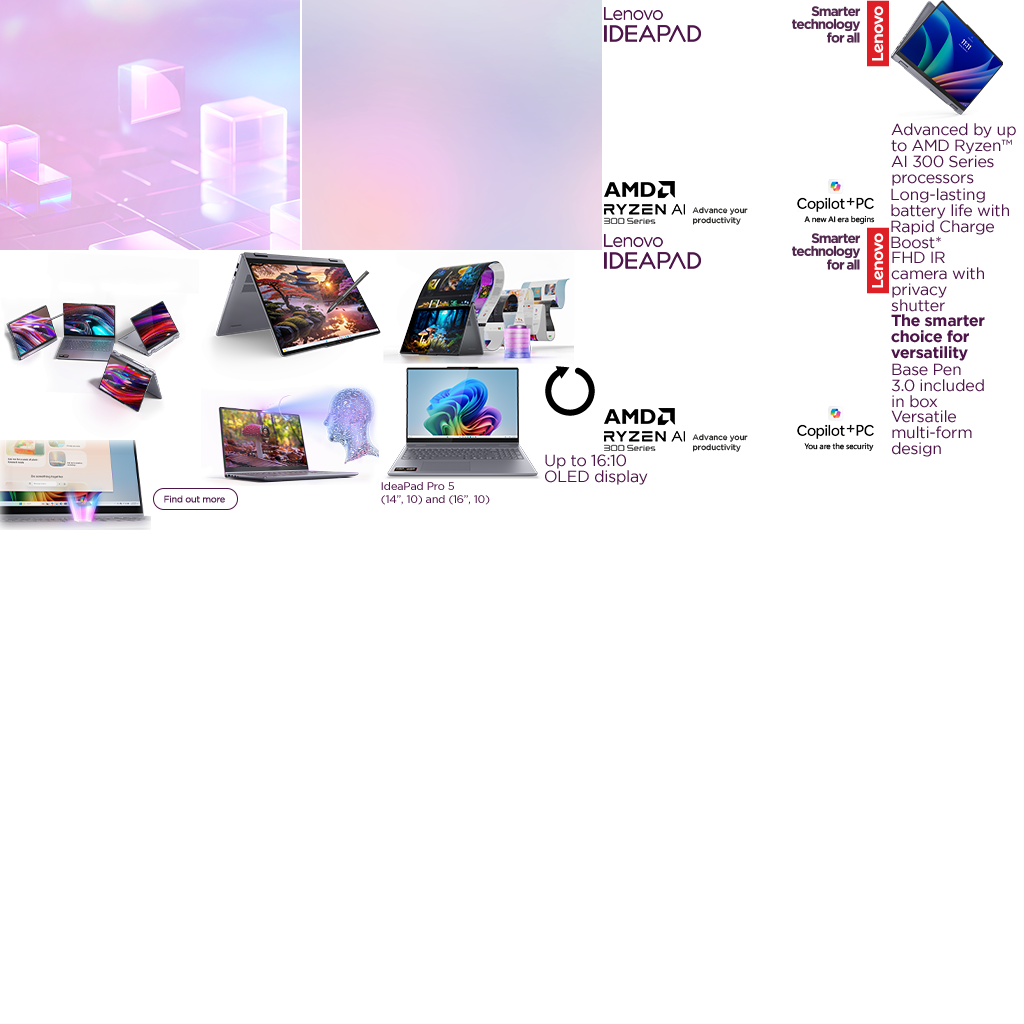 Lenovo
IDEAPAD
Smarter
technology
for all
Lenovo
11:11
AMD
RYZEN AI
300 Series
Advance your
productivity
Copilot+PC
A new AI era begins
Advanced by up
to AMD Ryzen™
AI 300 Series
processors
Long-lasting
battery life with
Rapid Charge
Boost*
FHD IR
camera with
privacy
shutter
The smarter
choice for
versatility
Base Pen
3.0 included
in box
Versatile
multi-form
design
Lenovo
IDEAPAD
Smarter
technology
for all
Lenovo
AMD
RYZEN AI
300 Series
Advance your
productivity
Copilot+PC
You are the security
Up to 16:10
OLED display
IdeaPad Pro 5
(14”, 10) and (16”, 10)
Find out more